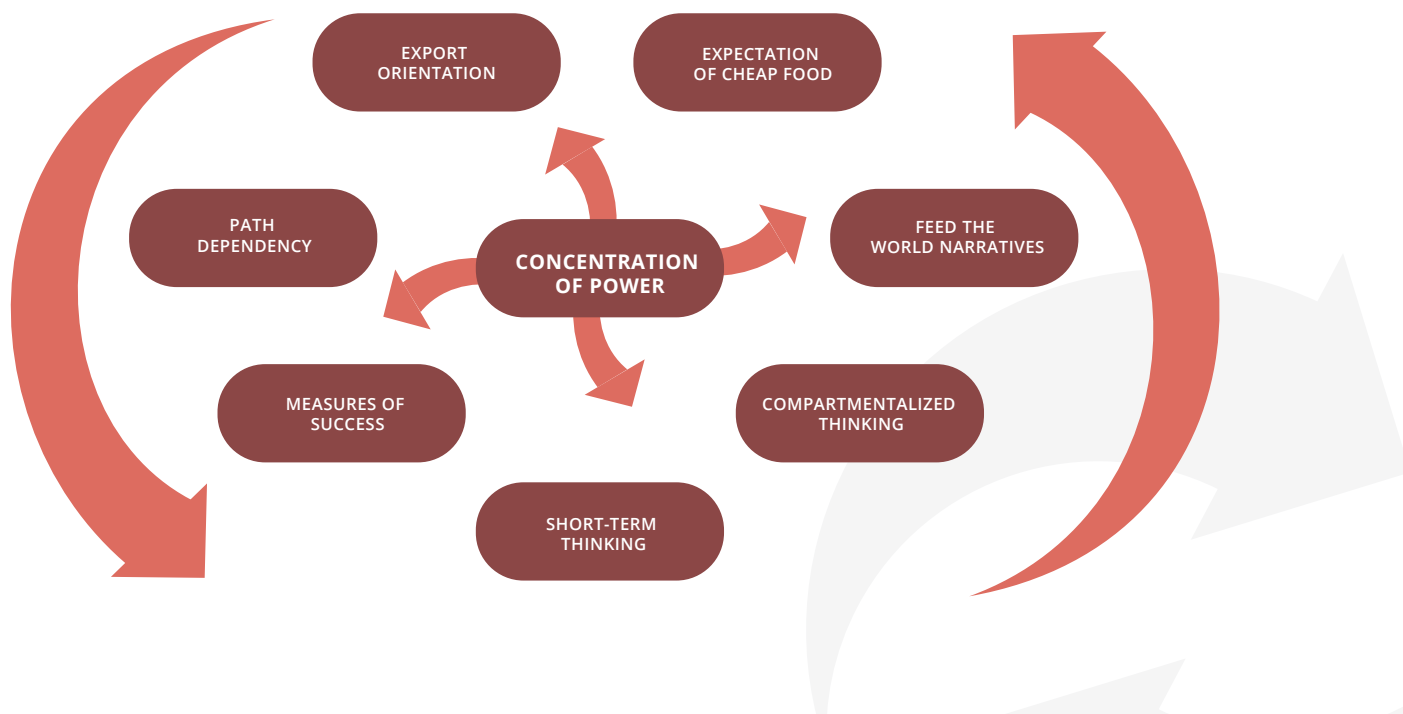 EXPORT
ORIENTATION
EXPECTATION
OF CHEAP FOOD
PATH
DEPENDENCY
FEED THE
WORLD NARRATIVES
CONCENTRATION
OF POWER
MEASURES OF
SUCCESS
COMPARTMENTALIZED
THINKING
SHORT-TERM
THINKING